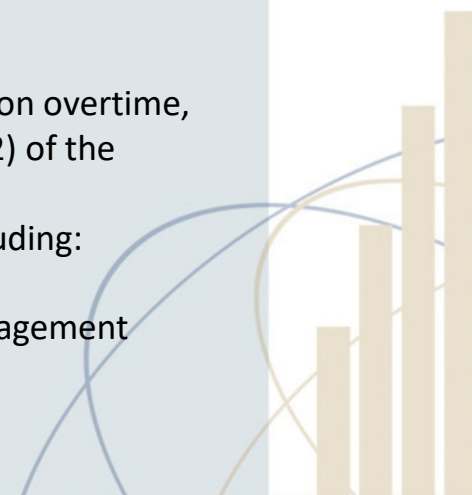 on overtime,
2) of the
uding:
agement